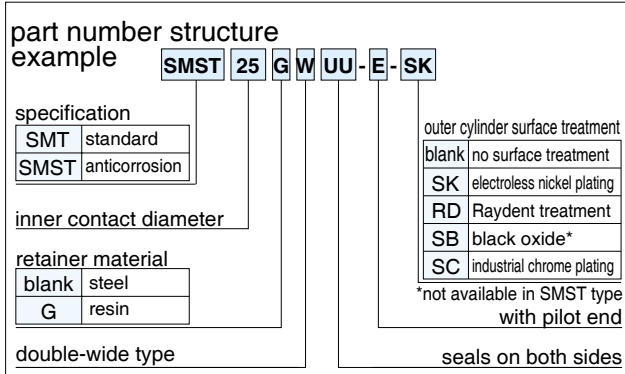 part number structure
example
SMST 25 G W UU - E - SK
specification
SMT standard
SMST anticorrosion
inner contact diameter
retainer material
blank steel
G resin
double-wide type
outer cylinder surface treatment
blank no surface treatment
SK electroless nickel plating
RD Raydent treatment
SB black oxide*
SC industrial chrome plating
*not available in SMST type
with pilot end
seals on both sides